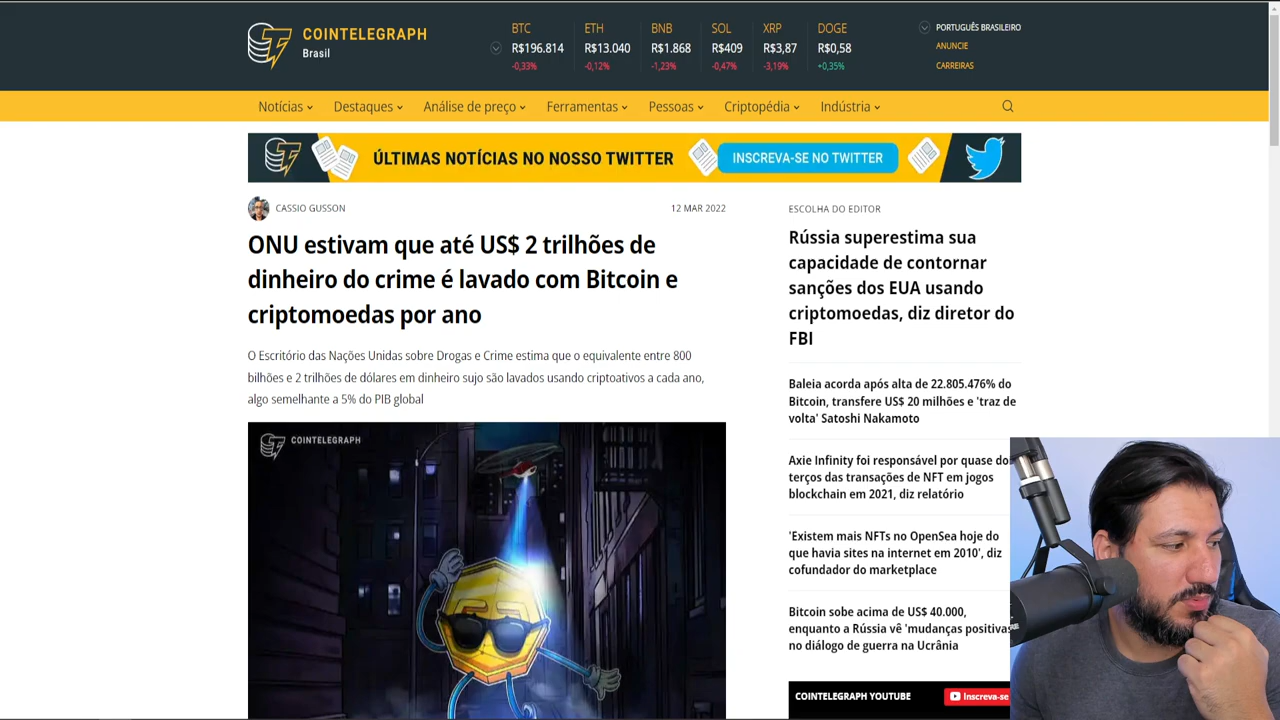 COINTELEGRAPH
Brasil
BTC
R$196.814
-0,33%
ETH
R$13.040
-0,12%
BNB
R$1.868
-1,23%
SOL
R$409
-0,47%
XRP
R$3,87
-3,19%
DOGE
R$0,58
+0,35%
PORTUGUÊS BRASILEIRO
ANUNCIE
CARREIRAS
Notícias
Destaques
Análise de preço
Ferramentas
Pessoas
Criptopédia
Indústria
ÚLTIMAS NOTÍCIAS NO NOSSO TWITTER
INSCREVA-SE NO TWITTER
CASSIO GUSSON
12 MAR 2022
ONU estivam que até US$ 2 trilhões de
dinheiro do crime é lavado com Bitcoin e
criptomoedas por ano
O Escritório das Nações Unidas sobre Drogas e Crime estima que o equivalente entre 800
bilhões e 2 trilhões de dólares em dinheiro sujo são lavados usando criptoativos a cada ano,
algo semelhante a 5% do PIB global
COINTELEGRAPH
ESCOLHA DO EDITOR
Rússia superestima sua
capacidade de contornar
sanções dos EUA usando
criptomoedas, diz diretor do
FBI
Baleia acorda após alta de 22.805.476% do
Bitcoin, transfere US$ 20 milhões e 'traz de
volta' Satoshi Nakamoto
Axie Infinity foi responsável por quase do
terços das transações de NFT em jogos
blockchain em 2021, diz relatório
'Existem mais NFTs no OpenSea hoje do
que havia sites na internet em 2010', diz
cofundador do marketplace
Bitcoin sobe acima de US$ 40.000,
enquanto a Rússia vê 'mudanças positivas
no diálogo de guerra na Ucrânia
COINTELEGRAPH YOUTUBE
Inscreva-se